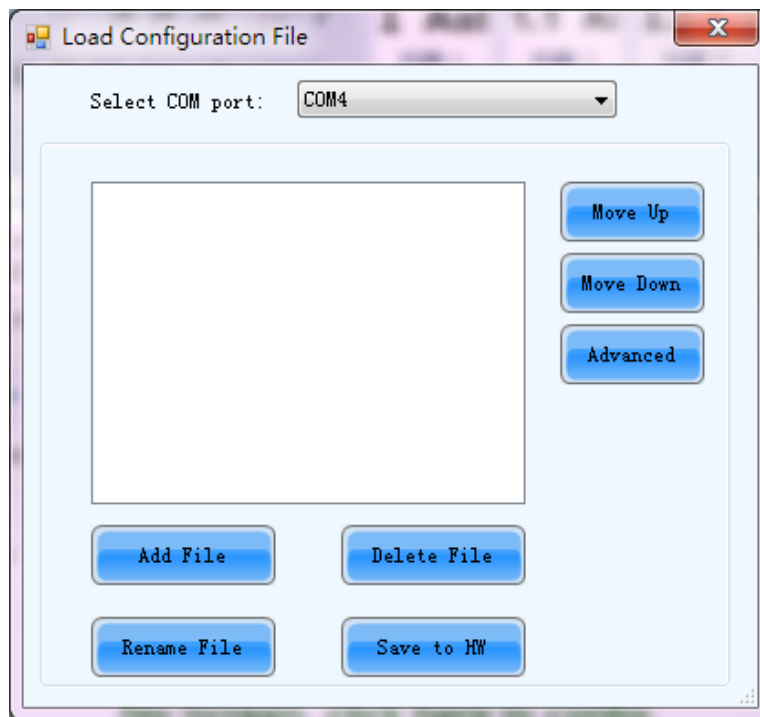 Load Configuration File
Select COM port: COM4
Move Up
Move Down
Advanced
Add File Delete File
Rename File Save to HW